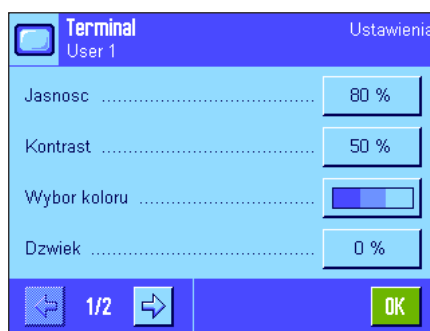 Terminal Ustawienia
User 1
Jasnosc ........................................ 80 %
Kontrast ........................................ 50 %
Wybor koloru ................................
Dzwiek .......................................... 0 %
1/2 OK